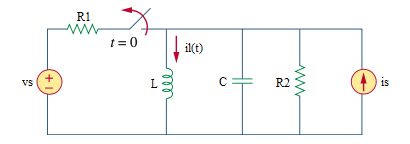 R1
t = 0
il(t)
vs
+
L
C
R2
is